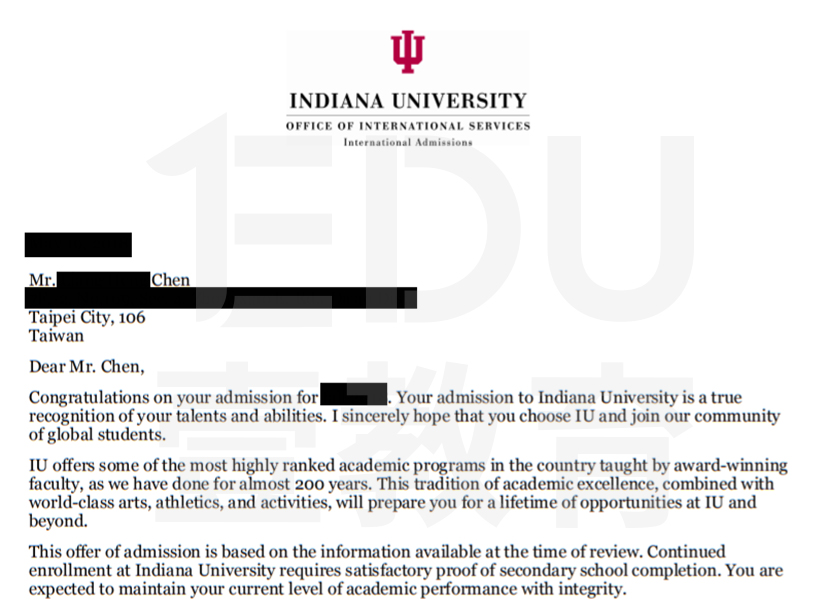 INDIANA UNIVERSITY
OFFICE OF INTERNATIONAL SERVICES
International Admissions
1EDU
壹教育
Mr. Chen
Taipei City, 106
Taiwan
Dear Mr. Chen,
Congratulations on your admission for . Your admission to Indiana University is a true
recognition of your talents and abilities. I sincerely hope that you choose IU and join our community
of global students.
IU offers some of the most highly ranked academic programs in the country taught by award-winning
faculty, as we have done for almost 200 years. This tradition of academic excellence, combined with
world-class arts, athletics, and activities, will prepare you for a lifetime of opportunities at IU and
beyond.
This offer of admission is based on the information available at the time of review. Continued
enrollment at Indiana University requires satisfactory proof of secondary school completion. You are
expected to maintain your current level of academic performance with integrity.